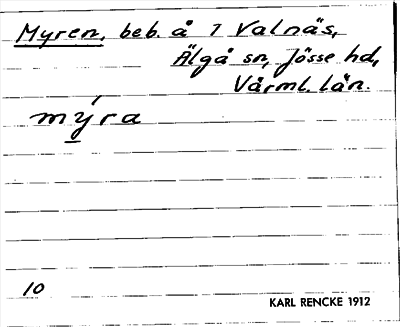 Myren, beb. å 1 Valnäs,
Älgå sn, Jösse hd,
Värml. län.
mýra
10
KARL RENCKE 1912